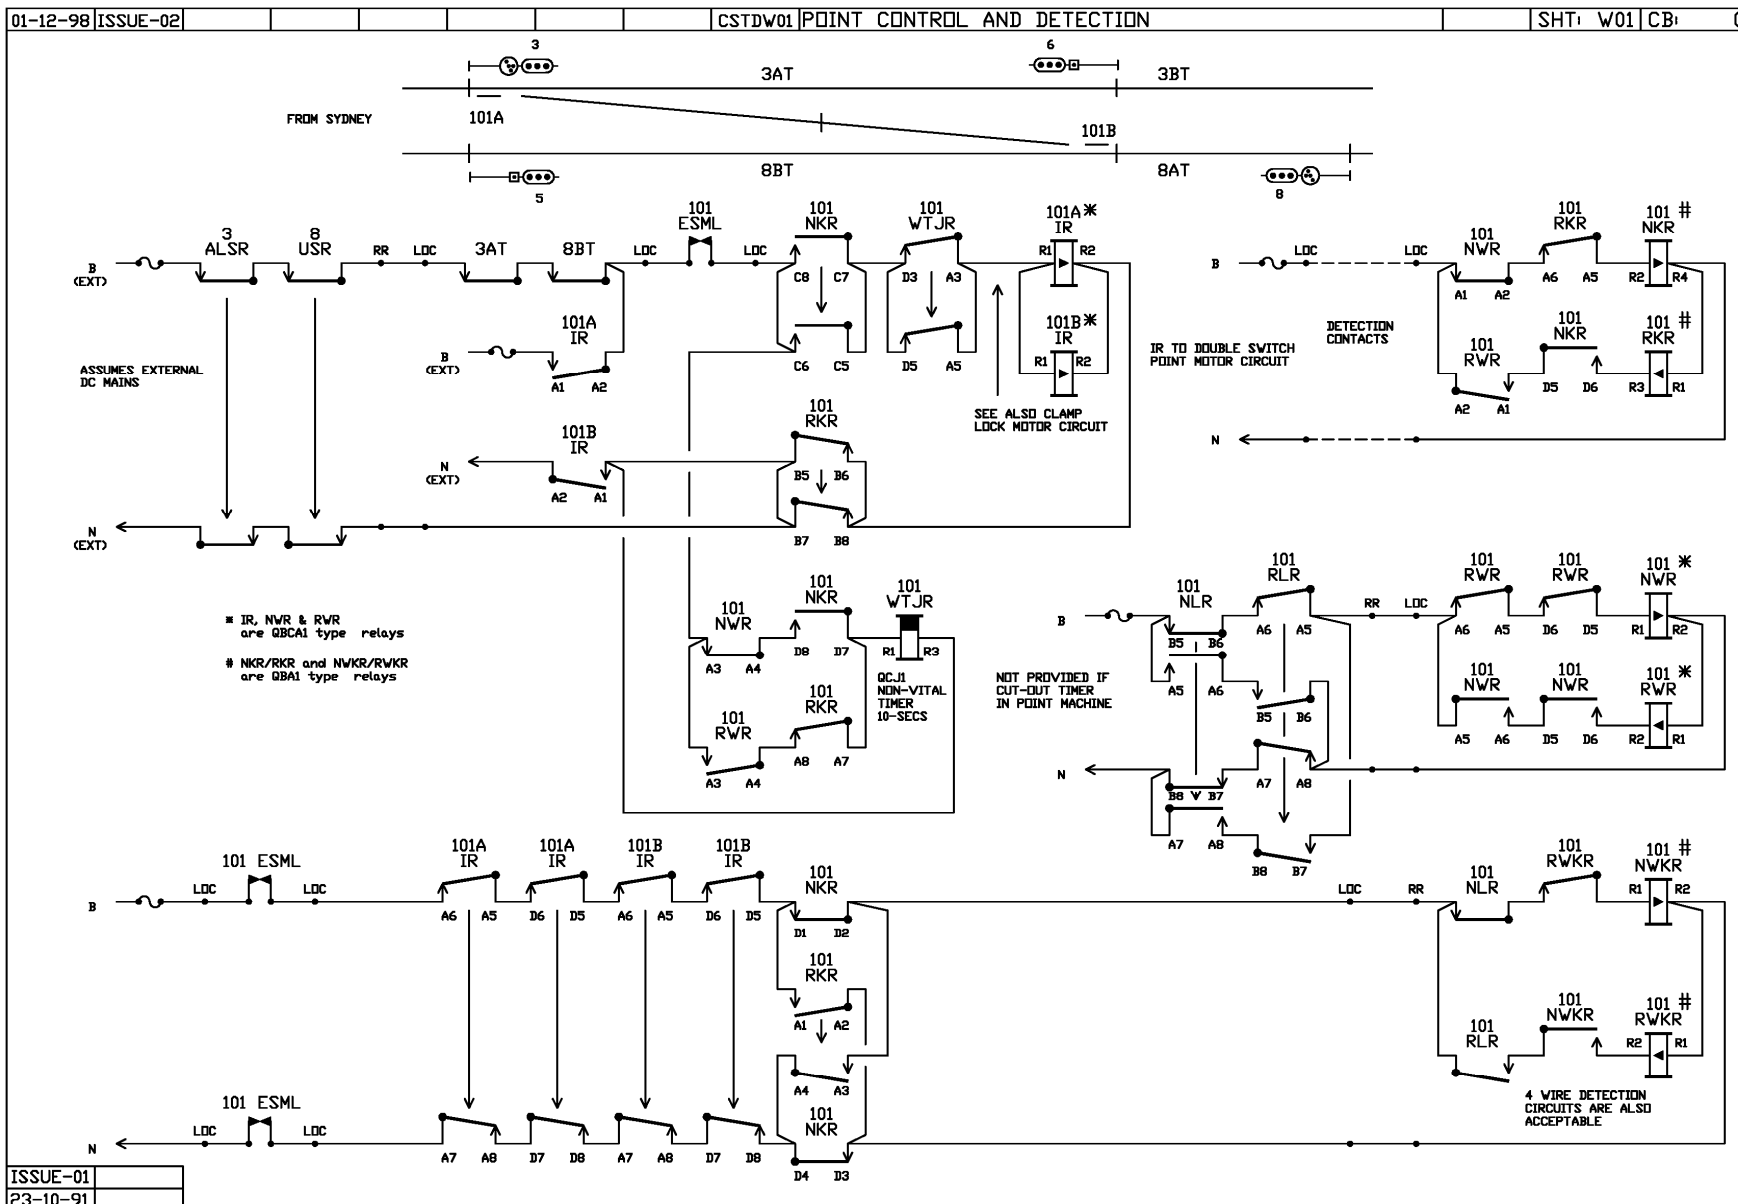 01-12-98 ISSUE-02 CSTDW01 POINT CONTROL AND DETECTION SHT: W01 CB:
3 6
3AT 3BT
FROM SYDNEY 101A 101B
8BT 8AT
5 8
3 ALSR
8 USR
RR LOC
3AT 8BT
LOC
101 ESML
LOC
101 NKR
101 WTJR
101A* IR
R1 R2
B (EXT)
C8 C7
D3 A3
101B* IR
R1 R2
C6 C5
D5 A5
101A IR
B (EXT)
A1 A2
ASSUMES EXTERNAL
DC MAINS
SEE ALSO CLAMP
LOCK MOTOR CIRCUIT
101 RKR
B5 B6
101B IR
N (EXT)
A2 A1
N (EXT)
B7 B8
B LOC LOC
101 NWR
A1 A2
101 RKR
A6 A5
101 # NKR
R2 R4
DETECTION
CONTACTS
IR TO DOUBLE SWITCH
POINT MOTOR CIRCUIT
101 RWR
A2 A1
101 NKR
D5 D6
101 # RKR
R3 R1
N
* IR, NWR & RWR
are QBCA1 type relays
# NKR/RKR and NWKR/RWKR
are QBA1 type relays
101 NWR
A3 A4
101 NKR
D8 D7
101 WTJR
R1 R3
QCJ1
NON-VITAL
TIMER
10-SECS
101 RWR
A3 A4
101 RKR
A8 A7
NOT PROVIDED IF
CUT-OUT TIMER
IN POINT MACHINE
B
101 NLR
B5 B6
A5 A6
101 RLR
A6 A5
B5 B6
RR LOC
101 RWR
A6 A5
101 RWR
D6 D5
101 * NWR
R1 R2
101 NWR
A5 A6
101 NWR
D5 D6
101 * RWR
R2 R1
N
B8 B7
A7 A8
A7 A8
B8 B7
B LOC
101 ESML
LOC
101A IR
A6 A5
101A IR
D6 D5
101B IR
A6 A5
101B IR
D6 D5
101 NKR
D1 D2
101 RKR
A1 A2
A4 A3
LOC RR
101 NLR
101 RWKR
101 # NWKR
R1 R2
101 RLR
101 NWKR
101 # RWKR
R2 R1
4 WIRE DETECTION
CIRCUITS ARE ALSO
ACCEPTABLE
N LOC
101 ESML
LOC
A7 A8
D7 D8
A7 A8
D7 D8
101 NKR
D4 D3
ISSUE-01
23-10-91